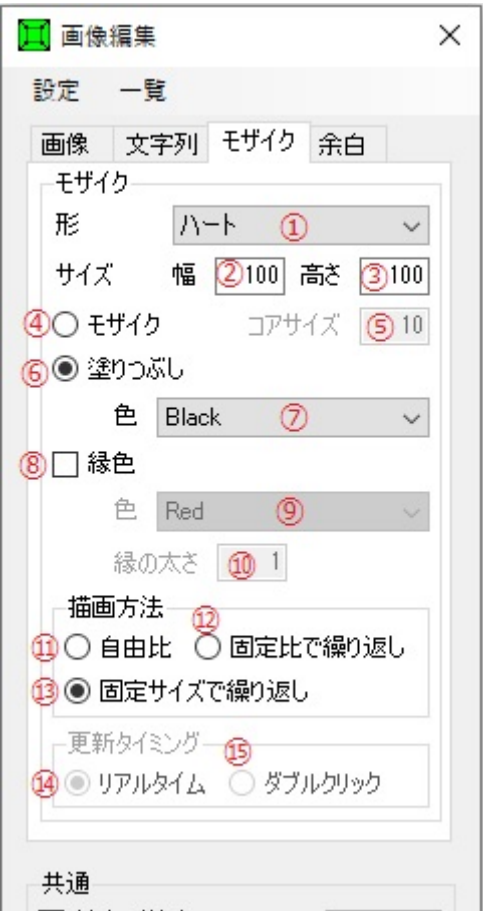 画像編集
設定 一覧
画像 文字列 モザイク 余白
モザイク
形 ハート ①
サイズ 幅 ②100 高さ ③100
④ モザイク コアサイズ ⑤ 10
⑥ 塗りつぶし
色 Black ⑦
⑧ 縁色
色 Red ⑨
縁の太さ ⑩ 1
描画方法
⑪ 自由比 ⑫ 固定比で繰り返し
⑬ 固定サイズで繰り返し
更新タイミング
⑭ リアルタイム ⑮ ダブルクリック
共通